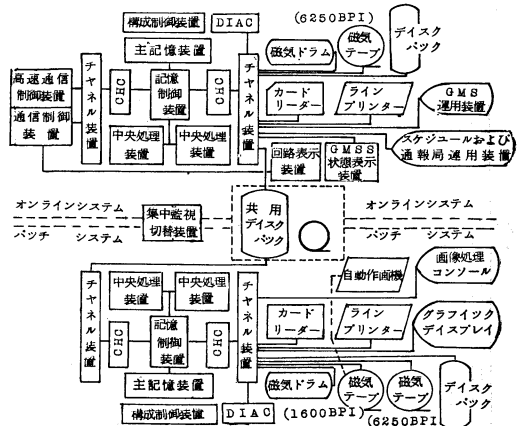 構成制御装置
DIAC
(6250BPI)
ディスク
パック
主記憶装置
磁気ドラム
磁気
テープ
高速通信
制御装置
通信制御
装置
チャネル装置
CHC
記憶
制御
装置
CHC
チャネル装置
カード
リーダー
ライン
プリンター
GMS
運用装置
中央処理
装置
中央処理
装置
回路表示
装置
GMSS
状態表示
装置
スケジュールおよび
通報局運用装置
オンラインシステム
集中監視
切替装置
共用
ディスク
パック
オンラインシステム
バッチ システム
バッチ システム
自動作画機
画像処理
コンソール
チャネル装置
中央処理
装置
中央処理
装置
チャネル装置
CHC
記憶
制御
装置
CHC
カード
リーダー
ライン
プリンター
グラフイック
ディスプレイ
主記憶装置
磁気ドラム
磁気
テープ
磁気
テープ
ディスク
パック
構成制御装置
DIAC
(1600BPI)
(6250BPI)